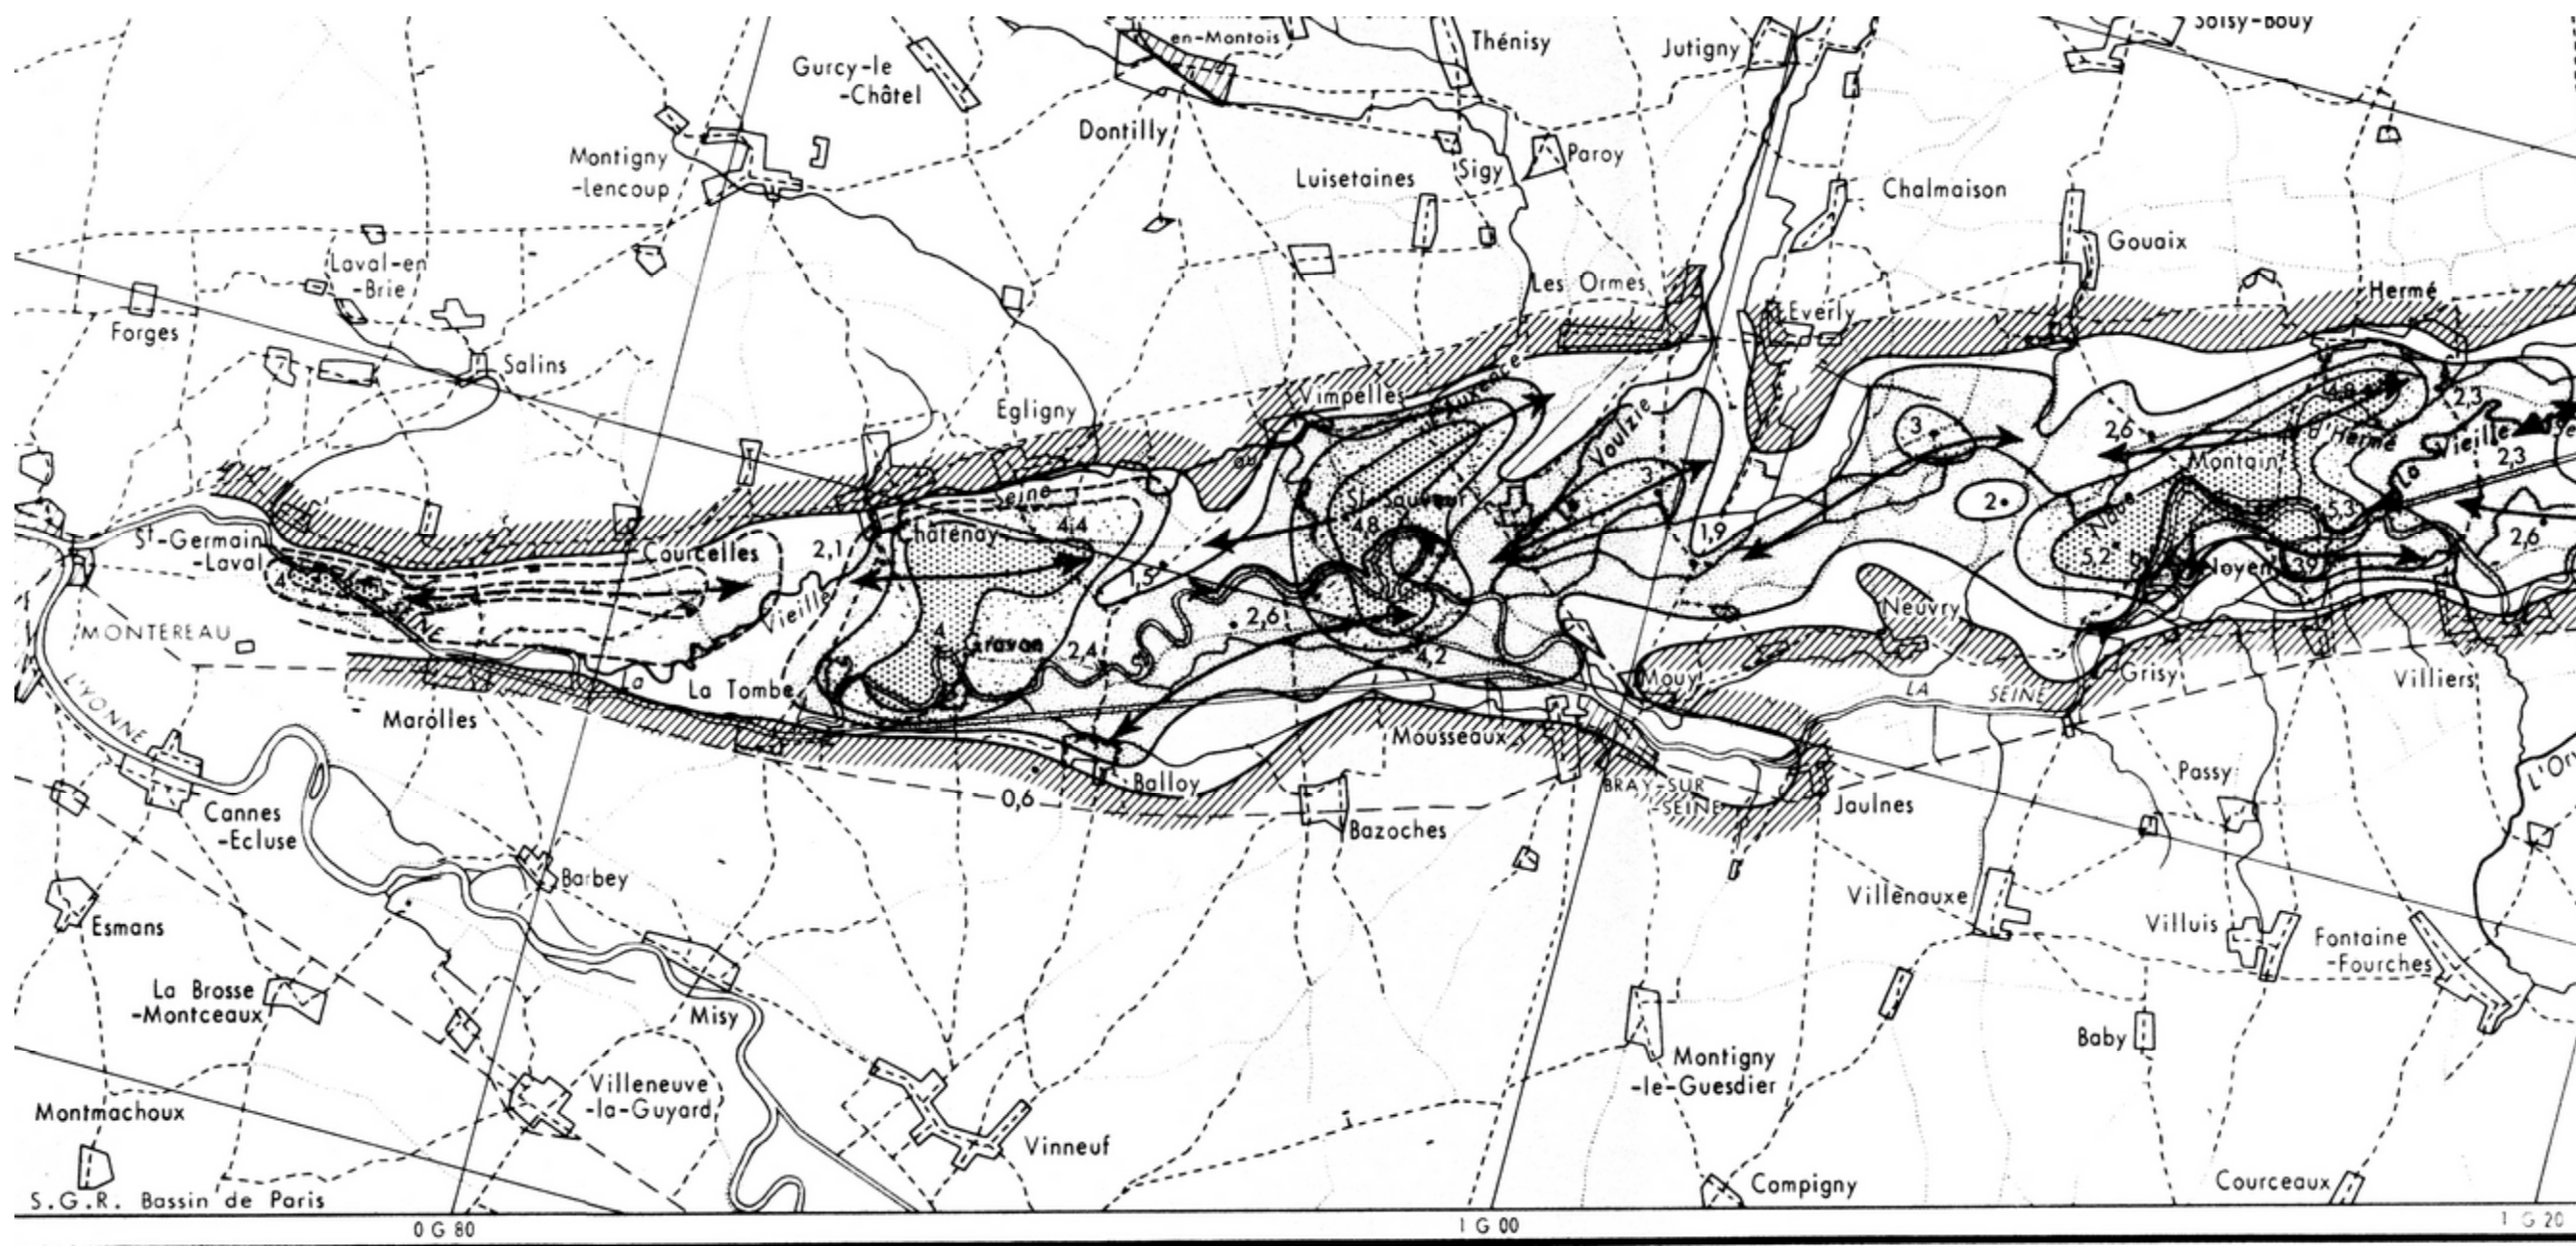 en-Montois
Thénisy
Jutigny
Soisy-Bouy
Gurcy-le
-Châtel
Dontilly
Montigny
-lencoup
Luisetaines
Sigy
Paroy
Chalmaison
Gouaix
Laval-en
-Brie
Forges
Salins
Les Ormes
Everly
Hermé
Egligny
Vimpelles
Auxence
Voulzie
La
3
3
2,6
4,8
2,3
d'Hermé
La Vieille
2,3
Montain
St-Germain
-Laval
Courcelles
2,1
Seine
Châtenay
4,4
St Sauveur
4,8
1,9
2
Noue
5,2
5,3
2,6
Noyen
3,9
4
1,5
Vieille
MONTEREAU
2,6
4
Gravon
2,4
4,2
Neuvry
Mouy
LA SEINE
Grisy
Villiers
La Tombe
a
Marolles
L'YONNE
Mousseaux
Balloy
0,6
Bazoches
BRAY-SUR
-SEINE
Jaulnes
Passy
L'Or
Cannes
-Ecluse
Barbey
Esmans
Villenauxe
Villuis
Fontaine
-Fourches
La Brosse
-Montceaux
Misy
Montigny
-le-Guesdier
Baby
Villeneuve
-la-Guyard
Montmachoux
Vinneuf
Compigny
Courceaux
S.G.R. Bassin de Paris
0 G 80
1 G 00
1 G 20